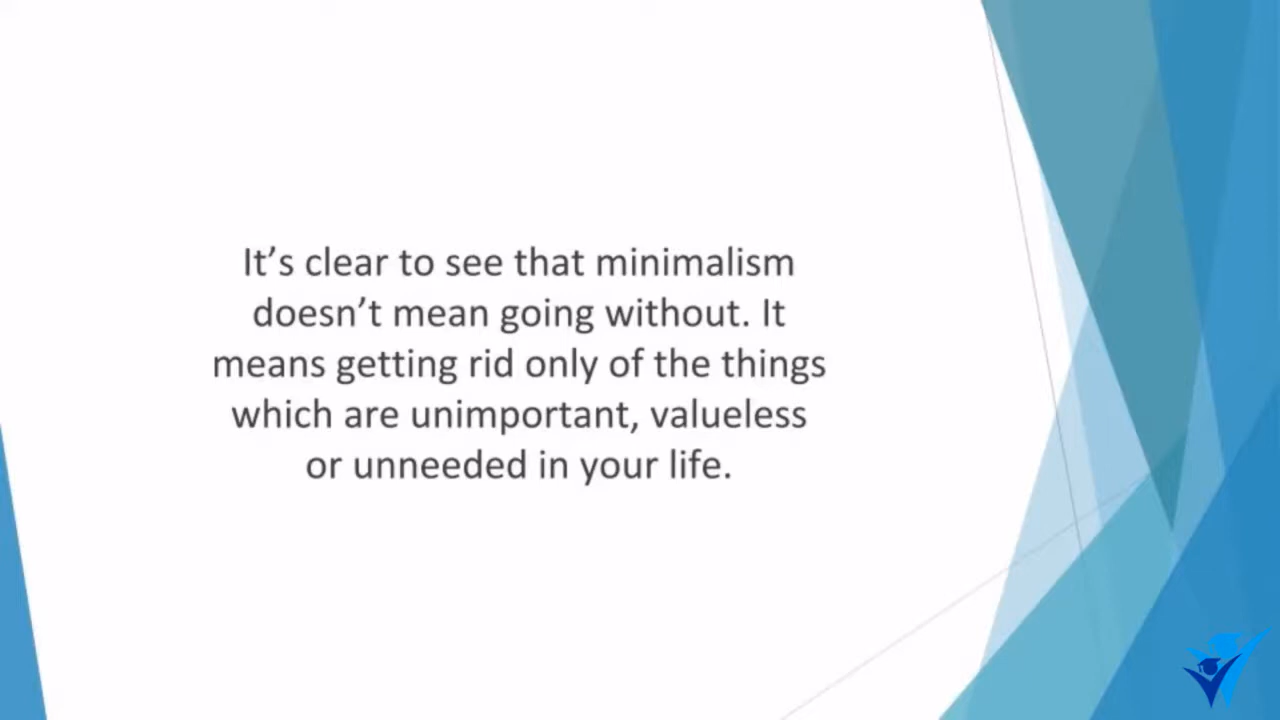 It’s clear to see that minimalism
doesn’t mean going without. It
means getting rid only of the things
which are unimportant, valueless
or unneeded in your life.